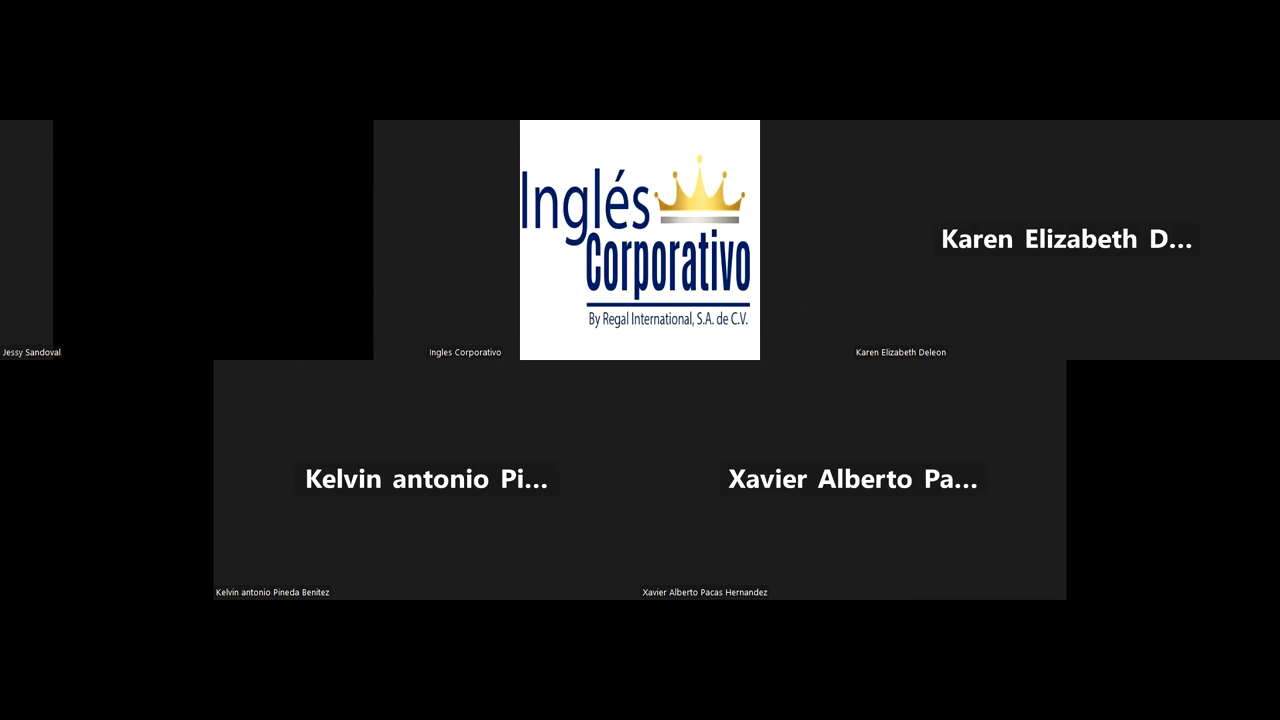 Inglés
Corporativo
By Regal International, S.A. de C.V.
Karen Elizabeth D...
Jessy Sandoval
Ingles Corporativo
Karen Elizabeth Deleon
Kelvin antonio Pi...
Xavier Alberto Pa...
Kelvin antonio Pineda Benitez
Xavier Alberto Pacas Hernandez